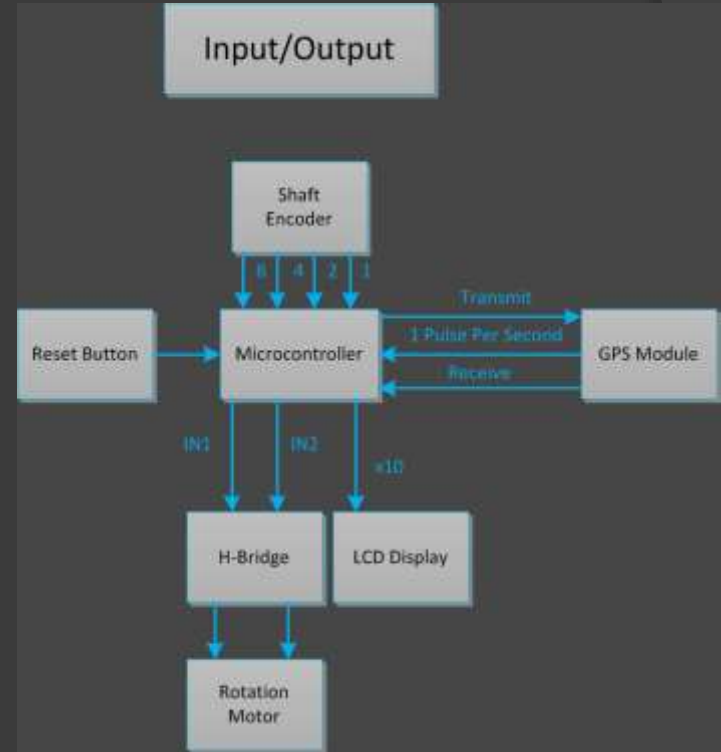 Input/Output
Shaft
Encoder
8 4 2 1
Transmit
1 Pulse Per Second
Reset Button
Microcontroller
GPS Module
Receive
IN1
IN2
x10
H-Bridge
LCD Display
Rotation
Motor